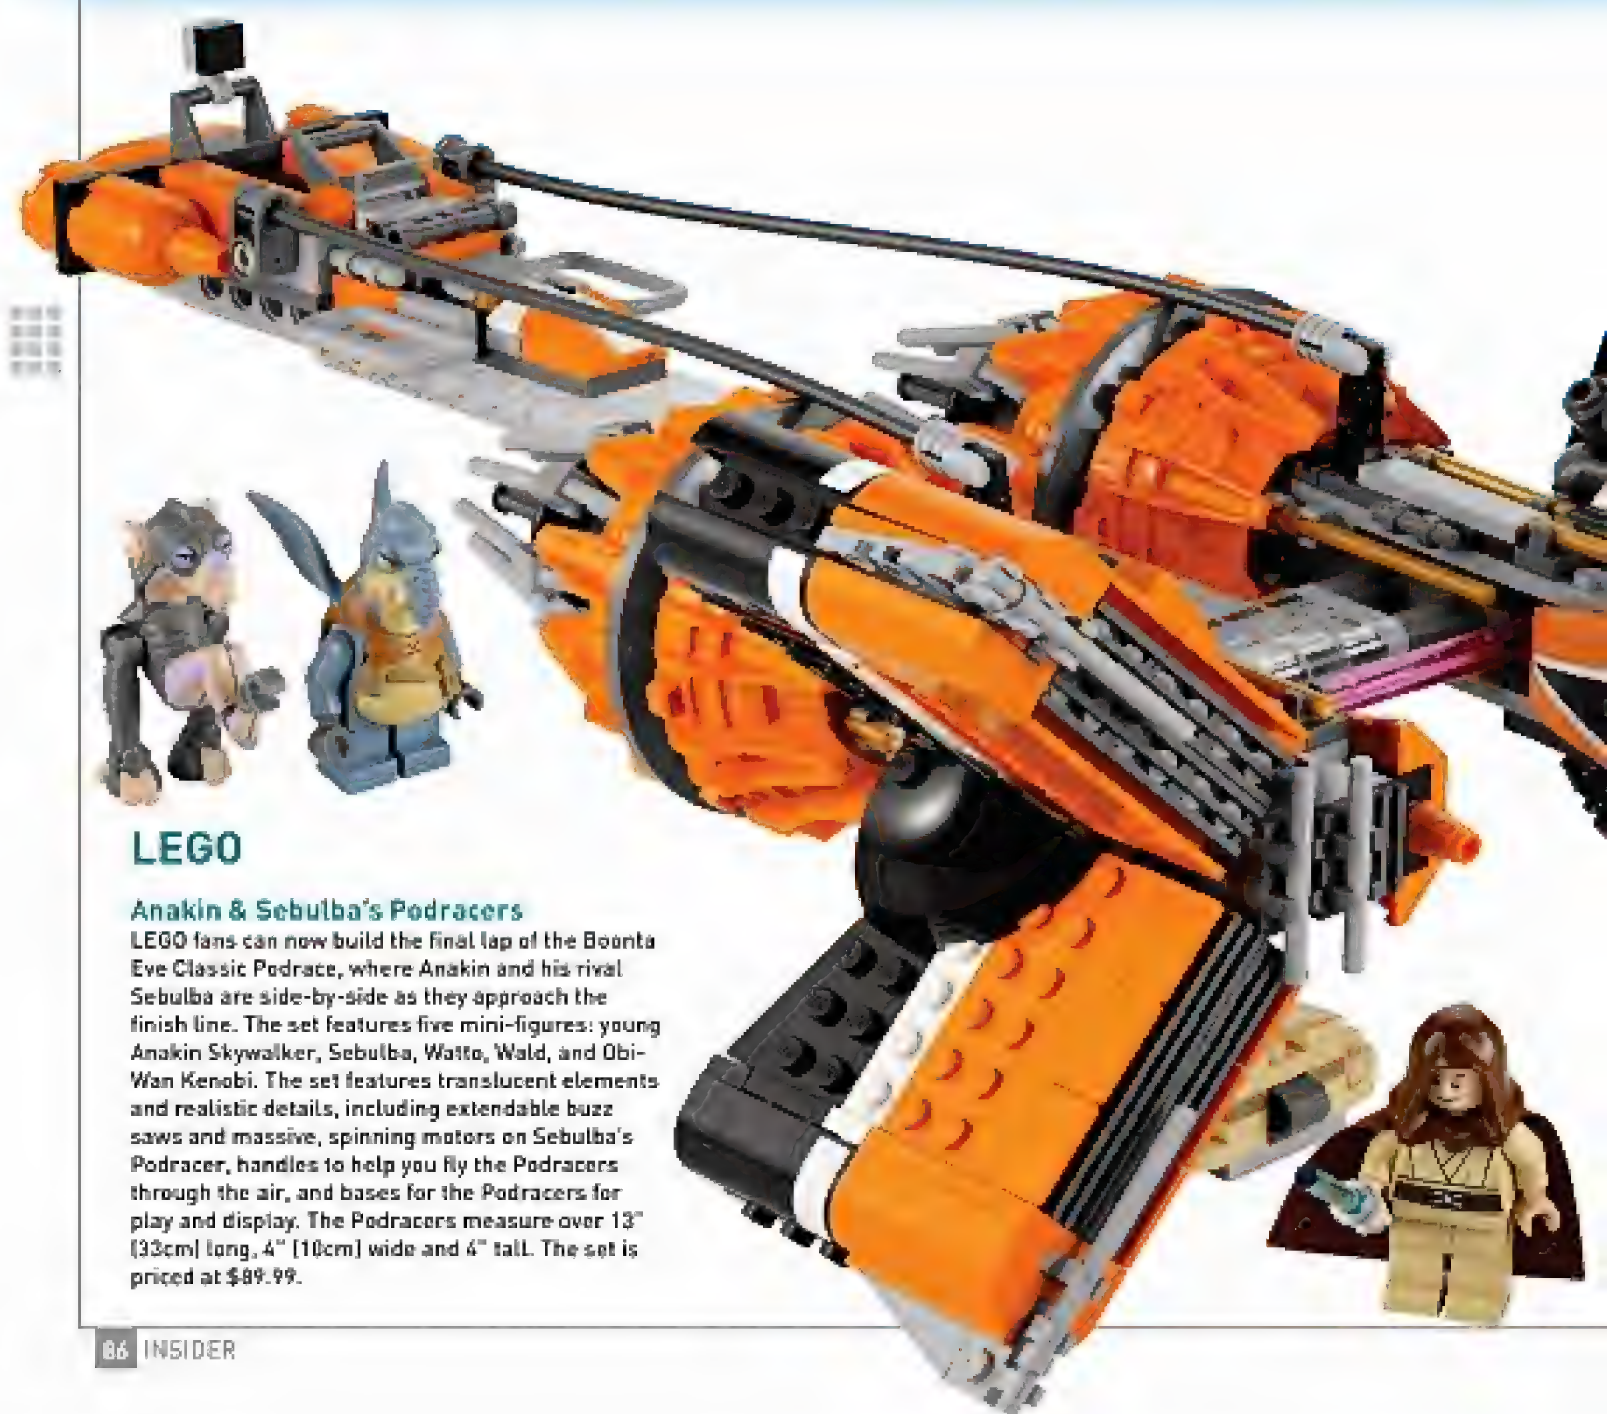 LEGO
Anakin & Sebulba's Podracers
LEGO fans can now build the final lap of the Boonta
Eve Classic Podrace, where Anakin and his rival
Sebulba are side-by-side as they approach the
finish line. The set features five mini-figures: young
Anakin Skywalker, Sebulba, Watto, Wald, and Obi-
Wan Kenobi. The set features translucent elements
and realistic details, including extendable buzz
saws and massive, spinning motors on Sebulba's
Podracer, handles to help you fly the Podracers
through the air, and bases for the Podracers for
play and display. The Podracers measure over 13"
(33cm) long, 4" (10cm) wide and 4" tall. The set is
priced at $89.99.
86 INSIDER